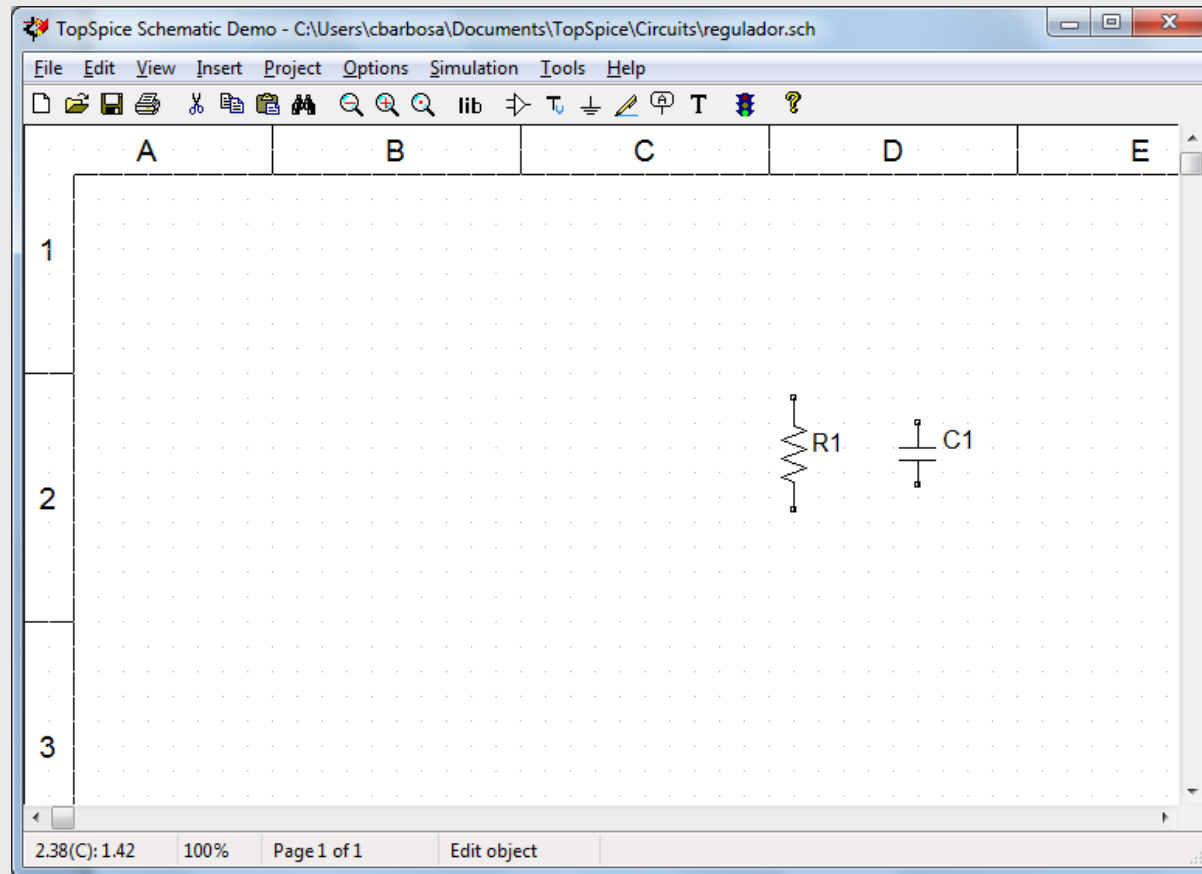 TopSpice Schematic Demo - C:\Users\cbarbosa\Documents\TopSpice\Circuits\regulador.sch
File Edit View Insert Project Options Simulation Tools Help
lib T A T
A B C D E
1
R1 C1
2
3
2.38(C): 1.42 100% Page 1 of 1 Edit object